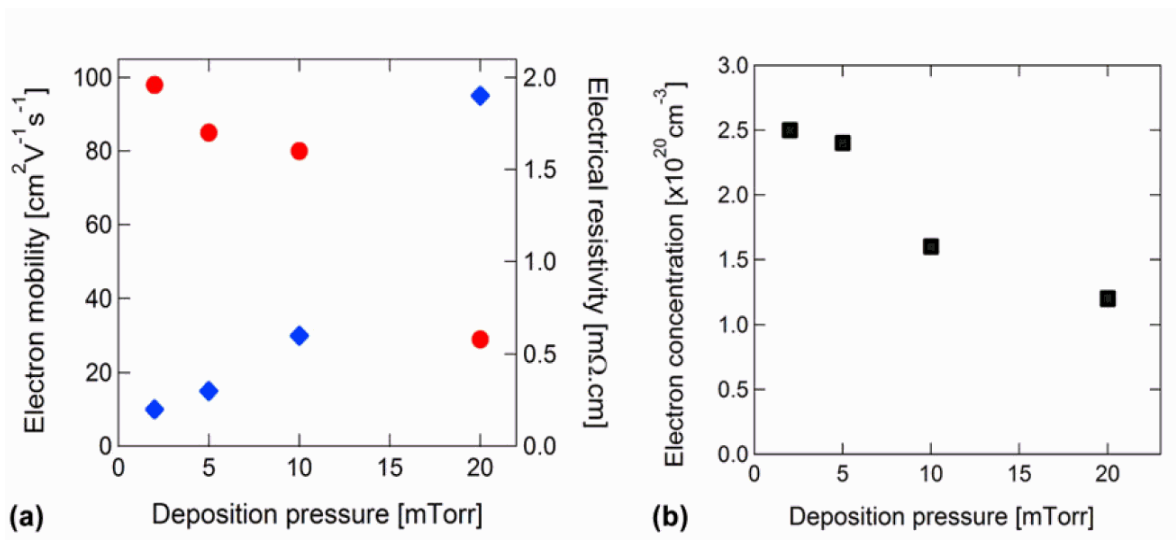 Electron mobility [cm²V⁻¹s⁻¹]
100
80
60
40
20
0
0 5 10 15 20
Deposition pressure [mTorr]
2.0
1.5
1.0
0.5
0.0
Electrical resistivity [mΩ.cm]
(a)
Electron concentration [x10²⁰ cm⁻³]
3.0
2.5
2.0
1.5
1.0
0.5
0.0
0 5 10 15 20
Deposition pressure [mTorr]
(b)